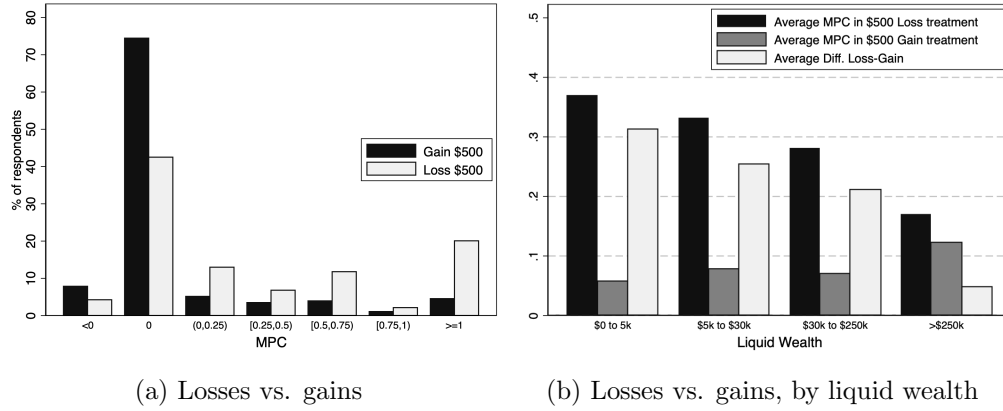 80
70
60
50
40
30
20
10
0
% of respondents
Gain $500
Loss $500
<0 0 (0,0.25) [0.25,0.5) [0.5,0.75) [0.75,1) >=1
MPC
(a) Losses vs. gains
.5
.4
.3
.2
.1
0
Average MPC in $500 Loss treatment
Average MPC in $500 Gain treatment
Average Diff. Loss-Gain
$0 to 5k $5k to $30k $30k to $250k >$250k
Liquid Wealth
(b) Losses vs. gains, by liquid wealth